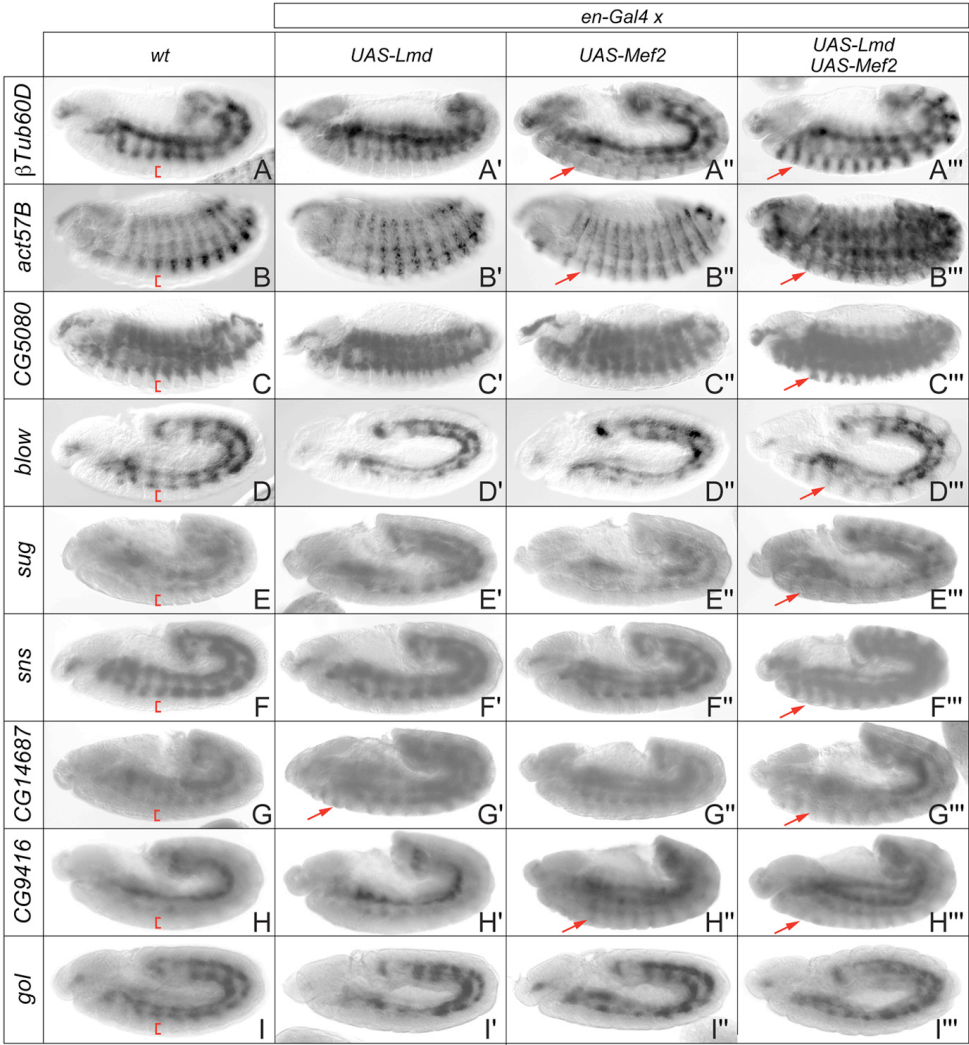 en-Gal4 x
wt
UAS-Lmd
UAS-Mef2
UAS-Lmd
UAS-Mef2
βTub60D
A
A'
A''
A'''
act57B
B
B'
B''
B'''
CG5080
C
C'
C''
C'''
blow
D
D'
D''
D'''
sug
E
E'
E''
E'''
sns
F
F'
F''
F'''
CG14687
G
G'
G''
G'''
CG9416
H
H'
H''
H'''
gol
I
I'
I''
I'''